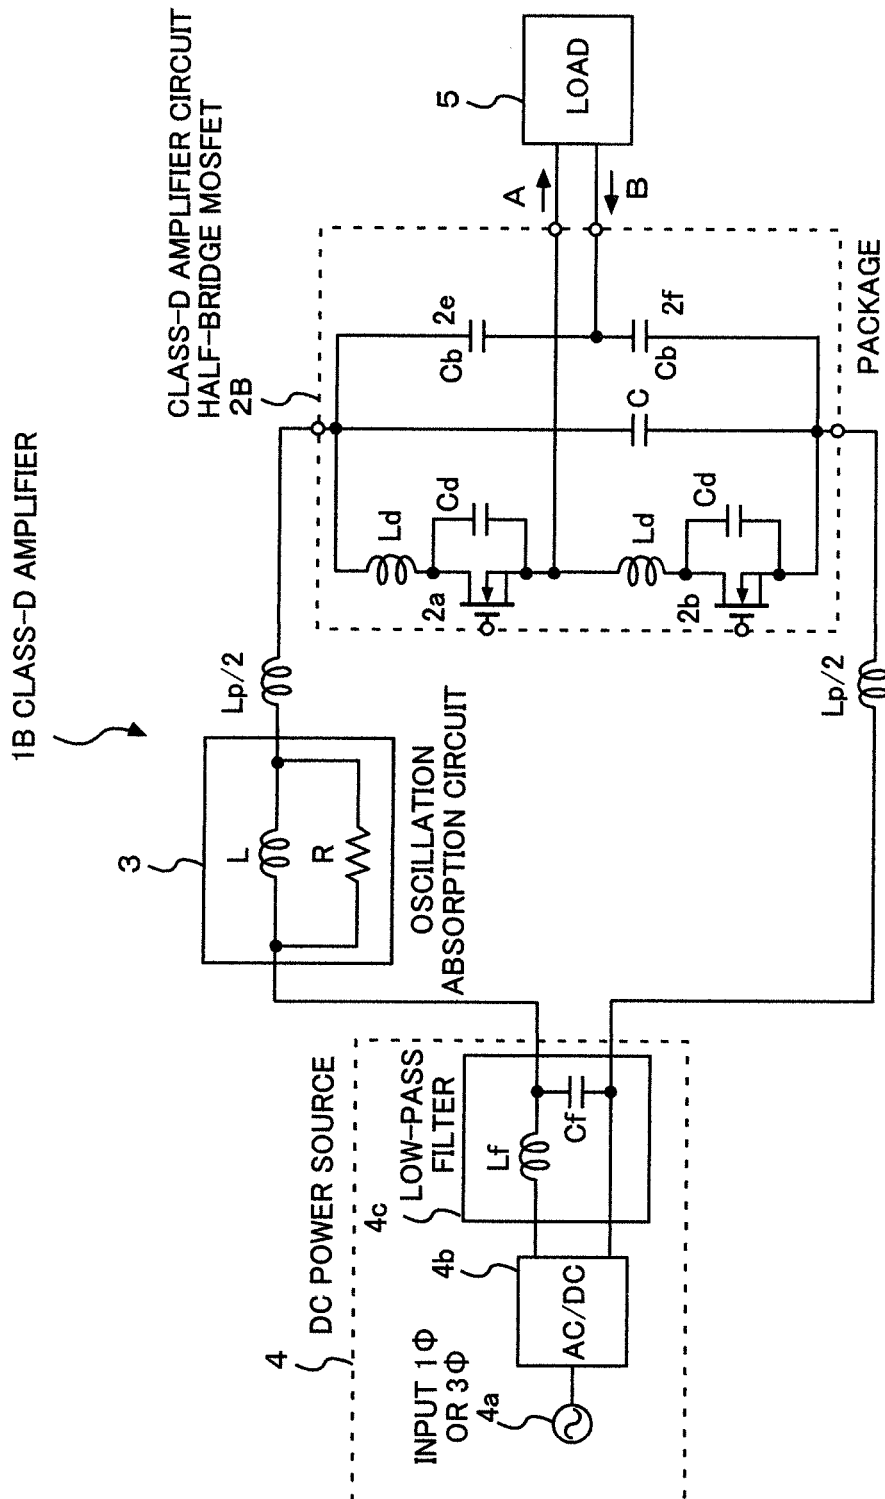 1B CLASS-D AMPLIFIER
DC POWER SOURCE
4
INPUT 1Φ
OR 3Φ
4a
4b
AC/DC
4c
LOW-PASS
FILTER
Lf
Cf
3
L
R
OSCILLATION
ABSORPTION CIRCUIT
Lp/2
Lp/2
CLASS-D AMPLIFIER CIRCUIT
HALF-BRIDGE MOSFET
2B
Ld
Cd
2a
Ld
Cd
2b
C
Cb
2e
Cb
2f
PACKAGE
A
B
5
LOAD